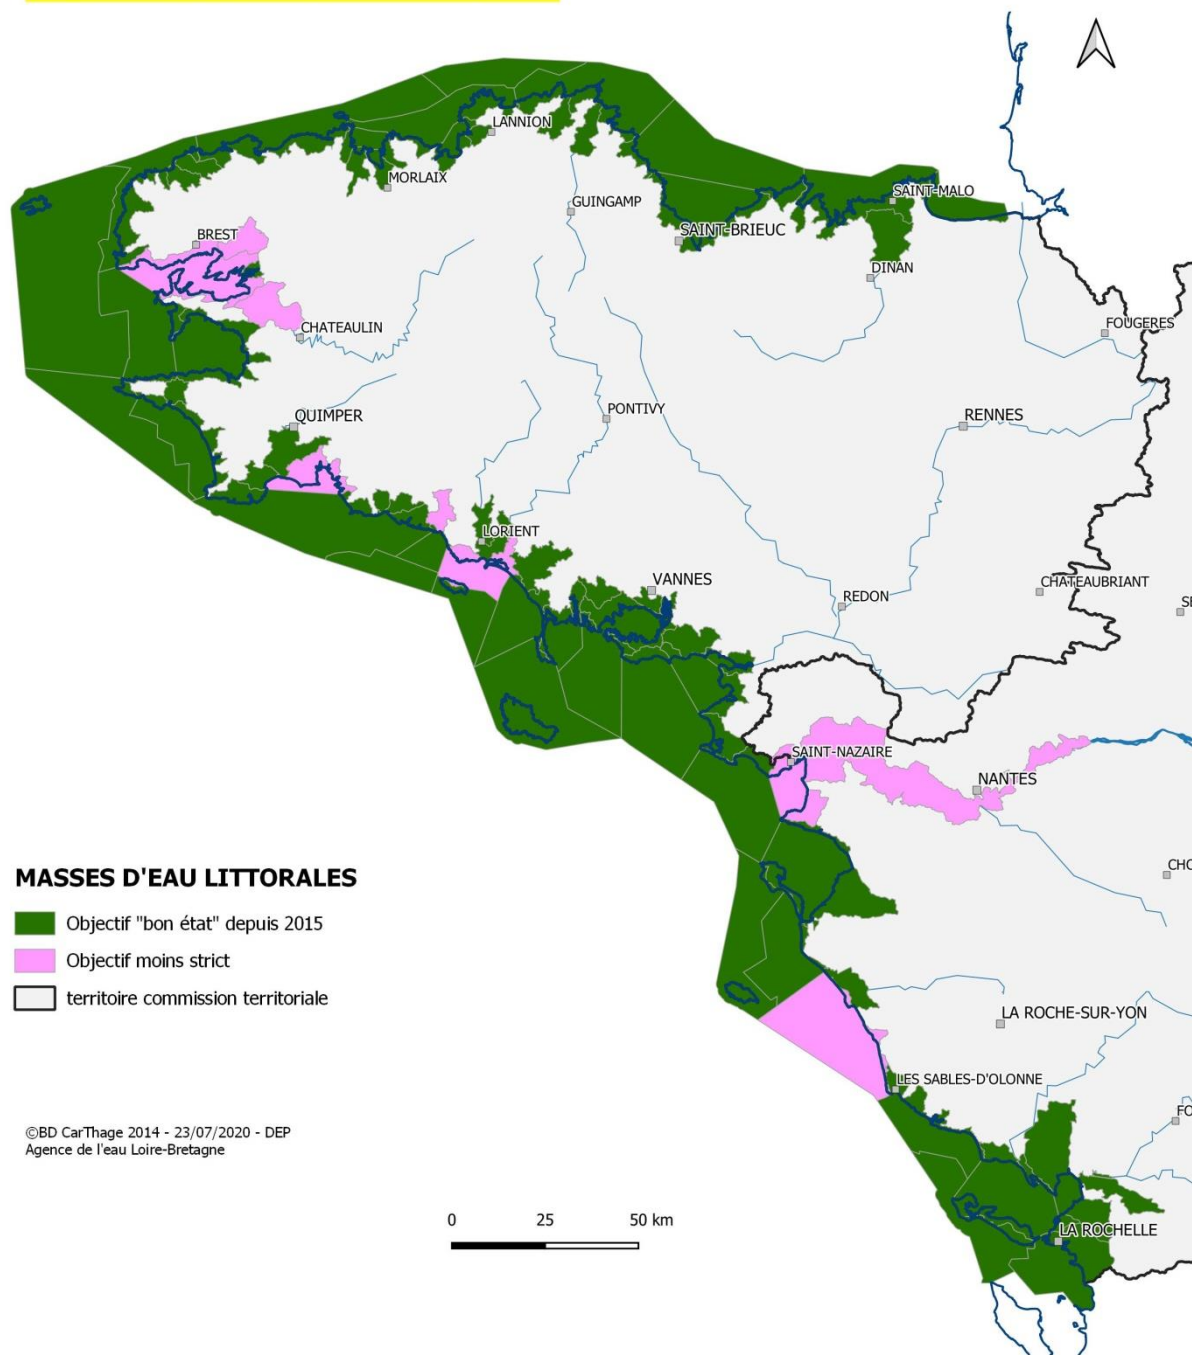 LANNION
MORLAIX
SAINT-MALO
GUINGAMP
SAINT-BRIEUC
BREST
DINAN
CHATEAULIN
FOUGERES
QUIMPER
PONTIVY
RENNES
LORIENT
VANNES
CHATEAUBRIANT
REDON
SAINT-NAZAIRE
NANTES
MASSES D'EAU LITTORALES
Objectif "bon état" depuis 2015
Objectif moins strict
territoire commission territoriale
LA ROCHE-SUR-YON
LES SABLES-D'OLONNE
©BD CarThage 2014 - 23/07/2020 - DEP
Agence de l'eau Loire-Bretagne
0 25 50 km
LA ROCHELLE